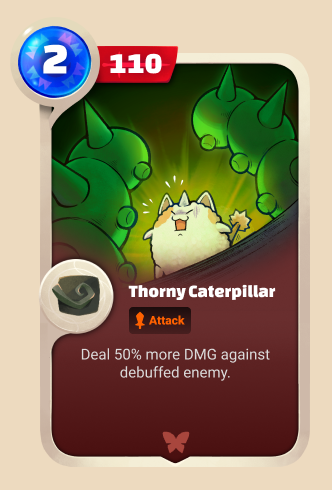 2
110
Thorny Caterpillar
Attack
Deal 50% more DMG against
debuffed enemy.